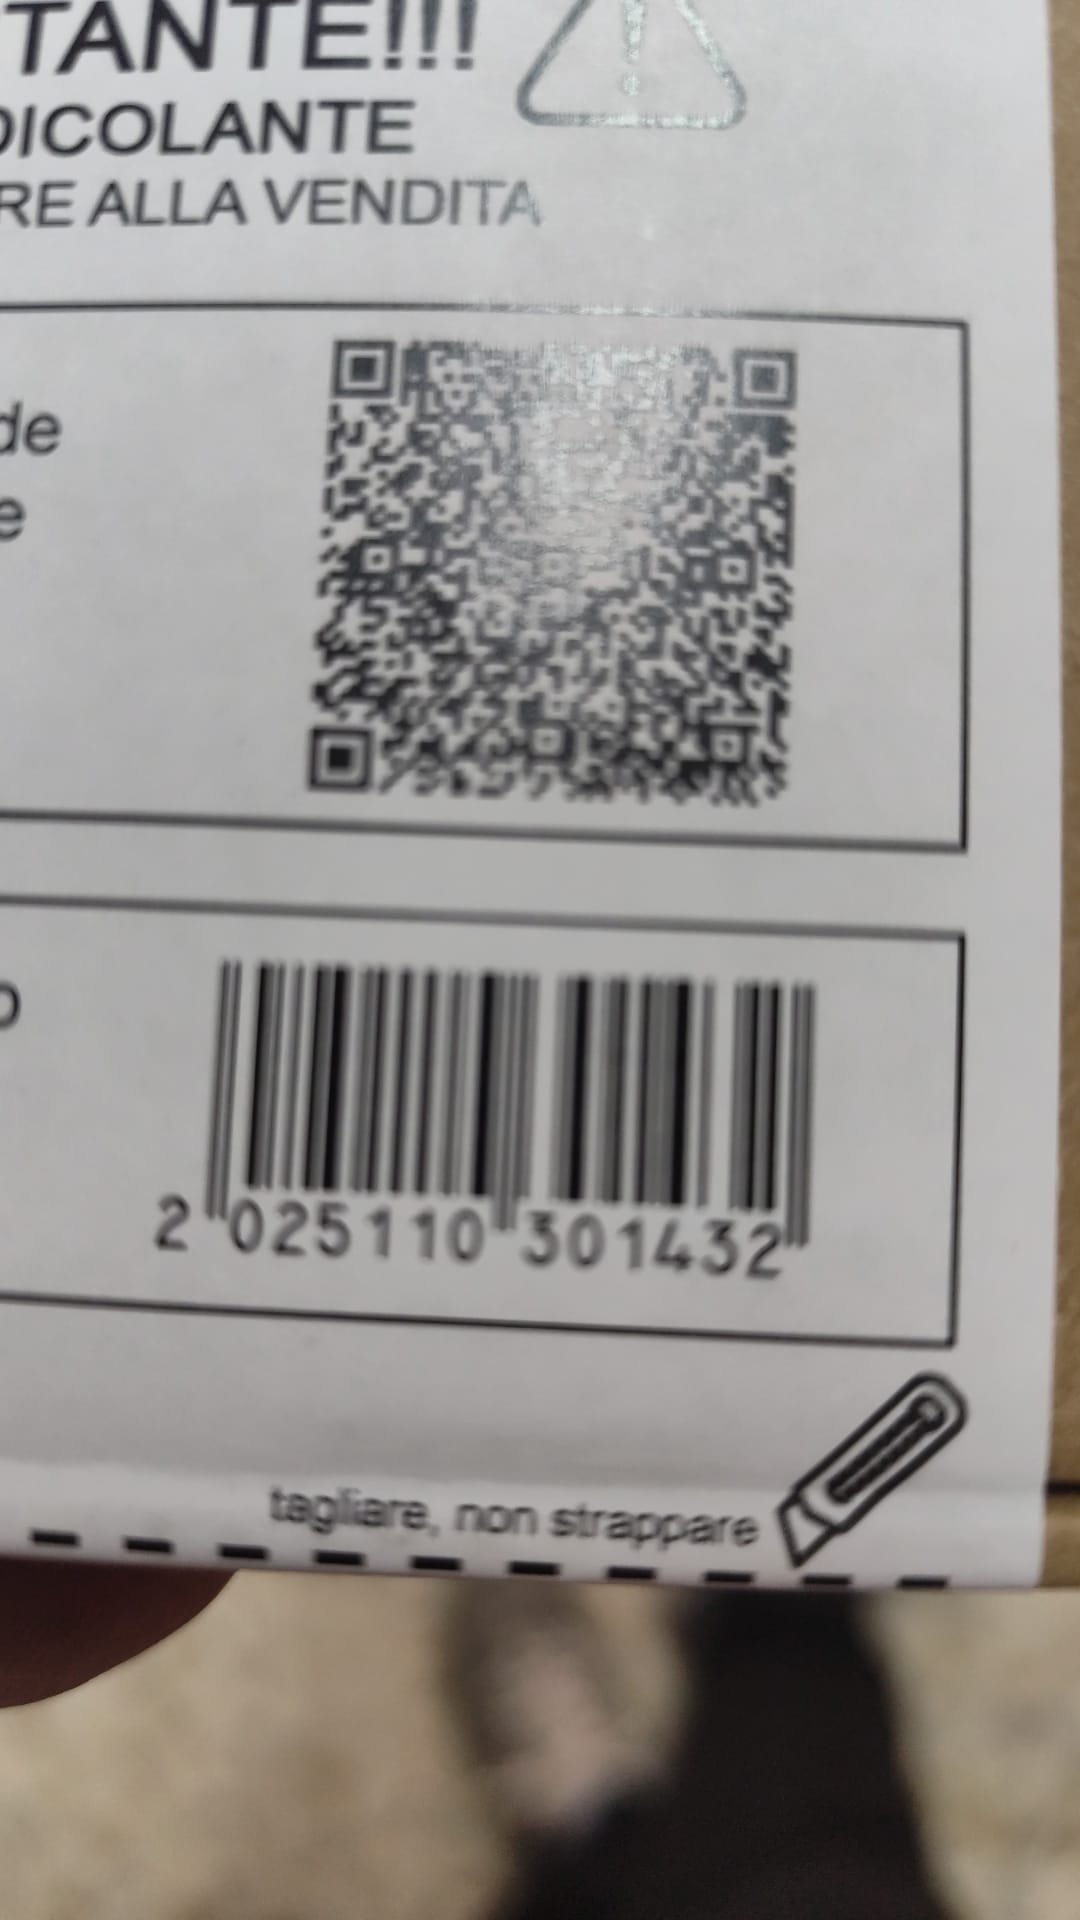 TANTE!!!
DICOLANTE
RE ALLA VENDITA
de
e
o
2 025110 301432
tagliare, non strappare